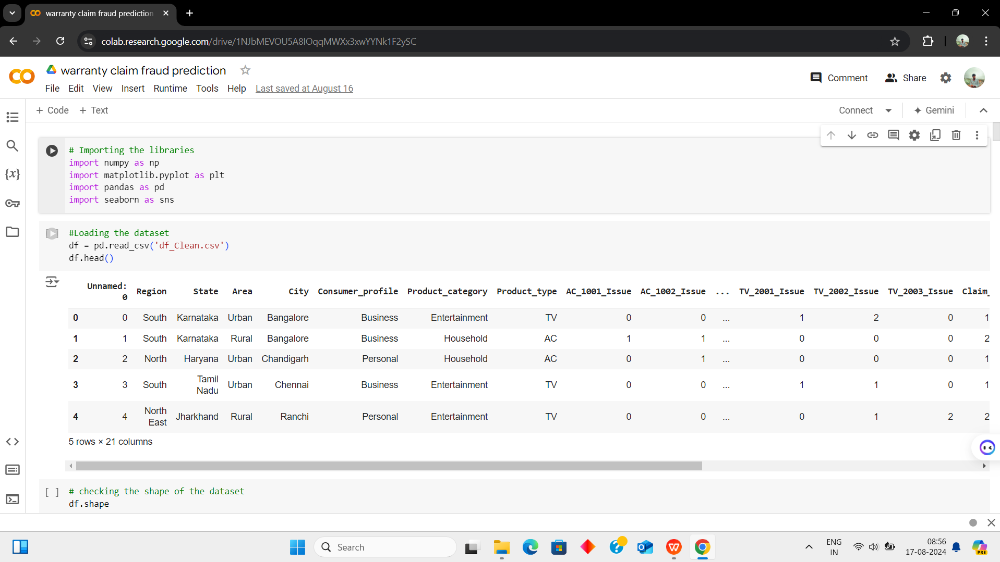 warranty claim fraud prediction
colab.research.google.com/drive/1NJbMEVOU5A8IOqqMWXx3xwYYNk1F2ySC
warranty claim fraud prediction
File Edit View Insert Runtime Tools Help Last saved at August 16
Comment Share
+ Code + Text
Connect Gemini
# Importing the libraries
import numpy as np
import matplotlib.pyplot as plt
import pandas as pd
import seaborn as sns
#Loading the dataset
df = pd.read_csv('df_Clean.csv')
df.head()
Unnamed: 0 Region State Area City Consumer_profile Product_category Product_type AC_1001_Issue AC_1002_Issue ... TV_2001_Issue TV_2002_Issue TV_2003_Issue Claim_
0 0 South Karnataka Urban Bangalore Business Entertainment TV 0 0 ... 1 2 0 1
1 1 South Karnataka Rural Bangalore Business Household AC 1 1 ... 0 0 0 2
2 2 North Haryana Urban Chandigarh Personal Household AC 0 1 ... 0 0 0 1
3 3 South Tamil Nadu Urban Chennai Business Entertainment TV 0 0 ... 1 1 0 1
4 4 North East Jharkhand Rural Ranchi Personal Entertainment TV 0 0 ... 0 1 2 2
5 rows × 21 columns
[ ] # checking the shape of the dataset
df.shape
Search
ENG
IN
08:56
17-08-2024
PRE